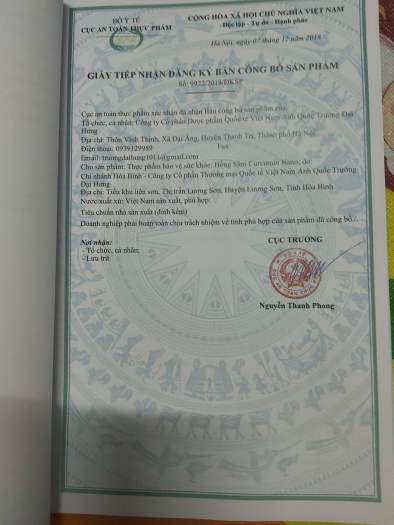 BỘ Y TẾ
CỤC AN TOÀN THỰC PHẨM
CỘNG HÒA XÃ HỘI CHỦ NGHĨA VIỆT NAM
Độc lập - Tự do - Hạnh phúc
Hà Nội, ngày 07 tháng 12 năm 2018
GIẤY TIẾP NHẬN ĐĂNG KÝ BẢN CÔNG BỐ SẢN PHẨM
Số: 9922/2018/ĐKSP
Cục an toàn thực phẩm xác nhận đã nhận Bản công bố sản phẩm của:
Tổ chức, cá nhân: Công ty Cổ phần Dược phẩm Quốc tế Việt Nam Anh Quốc Trường Đại
Hưng
Địa chỉ: Thôn Vĩnh Thịnh, Xã Đại Áng, Huyện Thanh Trì, Thành phố Hà Nội
Điện thoại: 0939129989 Fax:
Email: truongdaihung1011@gmail.com
Cho sản phẩm: Thực phẩm bảo vệ sức khỏe: Hồng Sâm Curcumin Nano; do:
Chi nhánh Hòa Bình - Công ty Cổ phần Thương mại Quốc tế Việt Nam Anh Quốc Trường
Đại Hưng
Địa chỉ: Tiểu khu liên sơn, Thị trấn Lương Sơn, Huyện Lương Sơn, Tỉnh Hòa Bình
Nước xuất xứ: Việt Nam sản xuất, phù hợp:
Tiêu chuẩn nhà sản xuất (đính kèm)
Doanh nghiệp phải hoàn toàn chịu trách nhiệm về tính phù hợp của sản phẩm đã công bố./.
Nơi nhận:
- Tổ chức, cá nhân;
- Lưu trữ.
CỤC TRƯỞNG
Nguyễn Thanh Phong